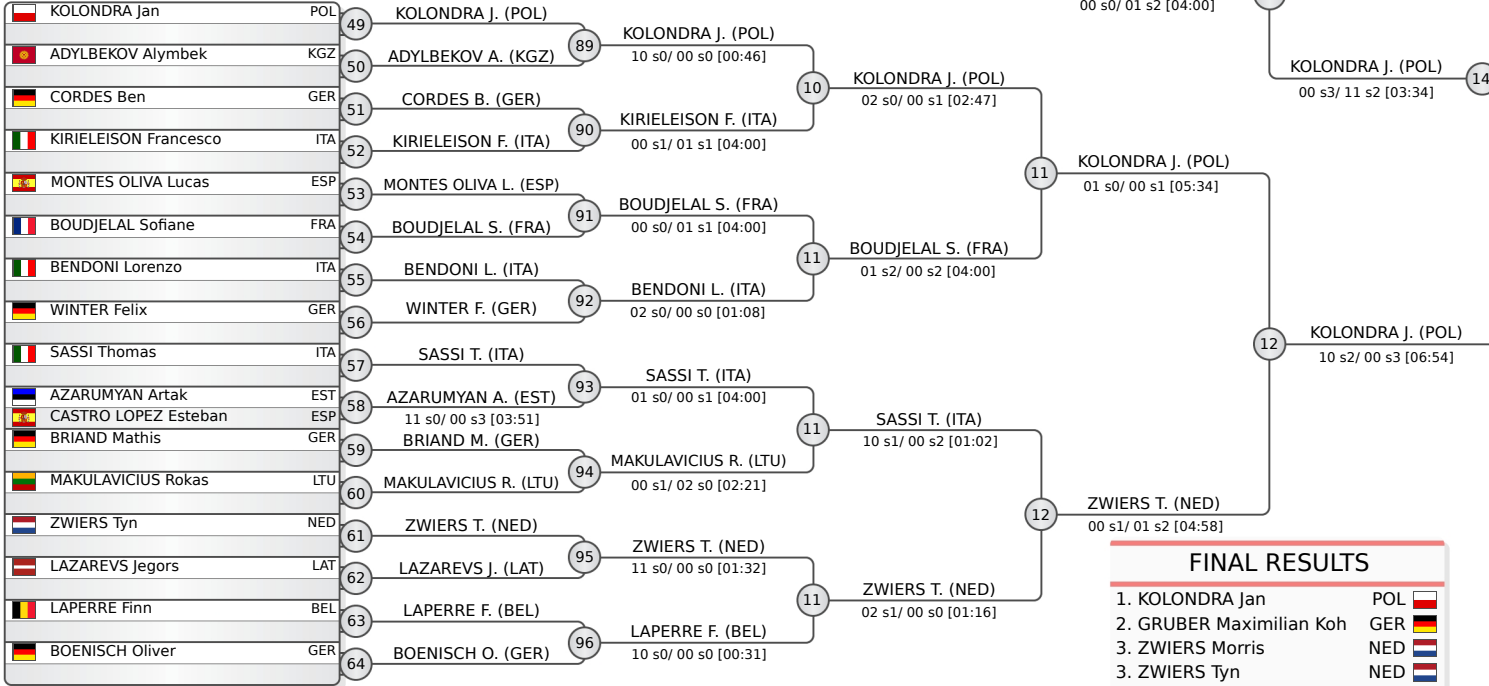 KOLONDRA Jan POL
ADYLBEKOV Alymbek KGZ
CORDES Ben GER
KIRIELEISON Francesco ITA
MONTES OLIVA Lucas ESP
BOUDJELAL Sofiane FRA
BENDONI Lorenzo ITA
WINTER Felix GER
SASSI Thomas ITA
AZARUMYAN Artak EST
CASTRO LOPEZ Esteban ESP
BRIAND Mathis GER
MAKULAVICIUS Rokas LTU
ZWIERS Tyn NED
LAZAREVS Jegors LAT
LAPERRE Finn BEL
BOENISCH Oliver GER
49
50
51
52
53
54
55
56
57
58
59
60
61
62
63
64
KOLONDRA J. (POL)
ADYLBEKOV A. (KGZ)
CORDES B. (GER)
KIRIELEISON F. (ITA)
MONTES OLIVA L. (ESP)
BOUDJELAL S. (FRA)
BENDONI L. (ITA)
WINTER F. (GER)
SASSI T. (ITA)
AZARUMYAN A. (EST)
11 s0/ 00 s3 [03:51]
BRIAND M. (GER)
MAKULAVICIUS R. (LTU)
ZWIERS T. (NED)
LAZAREVS J. (LAT)
LAPERRE F. (BEL)
BOENISCH O. (GER)
89
90
91
92
93
94
95
96
KOLONDRA J. (POL)
10 s0/ 00 s0 [00:46]
KIRIELEISON F. (ITA)
00 s1/ 01 s1 [04:00]
BOUDJELAL S. (FRA)
00 s0/ 01 s1 [04:00]
BENDONI L. (ITA)
02 s0/ 00 s0 [01:08]
SASSI T. (ITA)
01 s0/ 00 s1 [04:00]
MAKULAVICIUS R. (LTU)
00 s1/ 02 s0 [02:21]
ZWIERS T. (NED)
11 s0/ 00 s0 [01:32]
LAPERRE F. (BEL)
10 s0/ 00 s0 [00:31]
10
11
11
11
KOLONDRA J. (POL)
02 s0/ 00 s1 [02:47]
BOUDJELAL S. (FRA)
01 s2/ 00 s2 [04:00]
SASSI T. (ITA)
10 s1/ 00 s2 [01:02]
ZWIERS T. (NED)
02 s1/ 00 s0 [01:16]
11
12
00 s0/ 01 s2 [04:00]
KOLONDRA J. (POL)
01 s0/ 00 s1 [05:34]
ZWIERS T. (NED)
00 s1/ 01 s2 [04:58]
12
KOLONDRA J. (POL)
00 s3/ 11 s2 [03:34]
14
KOLONDRA J. (POL)
10 s2/ 00 s3 [06:54]
FINAL RESULTS
1. KOLONDRA Jan POL
2. GRUBER Maximilian Koh GER
3. ZWIERS Morris NED
3. ZWIERS Tyn NED